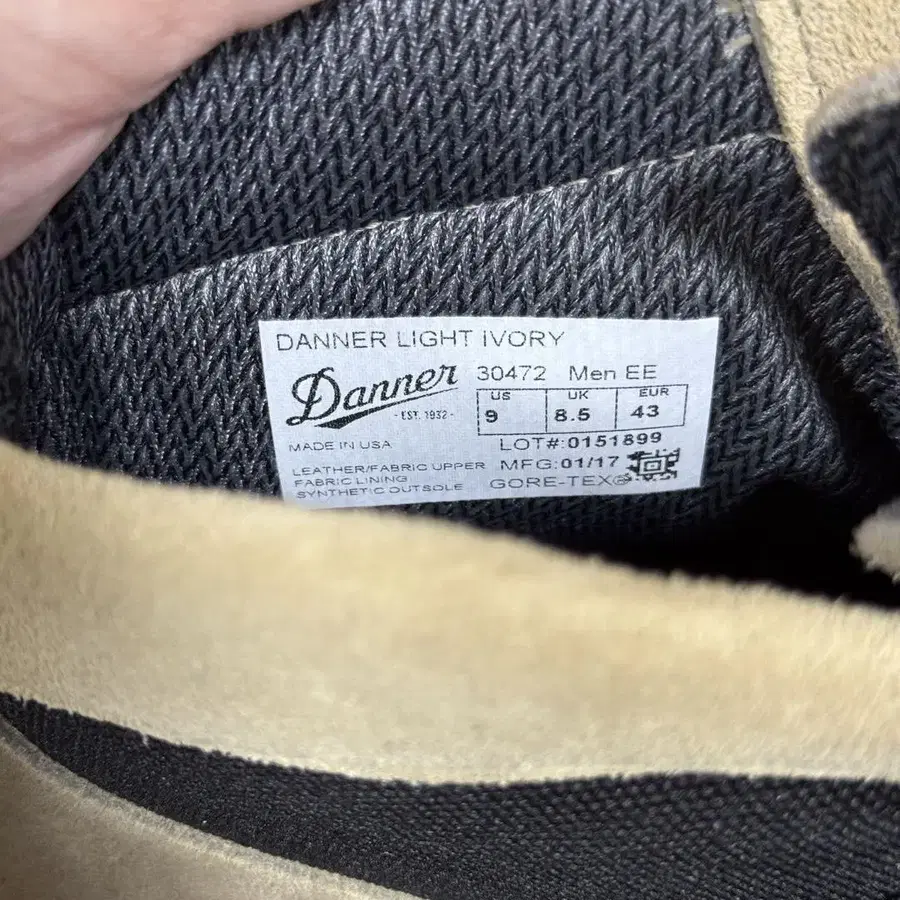 DANNER LIGHT IVORY
Danner
- EST. 1932 -
30472 Men EE
US UK EUR
9 8.5 43
MADE IN USA
LOT#:0151899
LEATHER/FABRIC UPPER
FABRIC LINING
SYNTHETIC OUTSOLE
MFG:01/17
GORE-TEX®